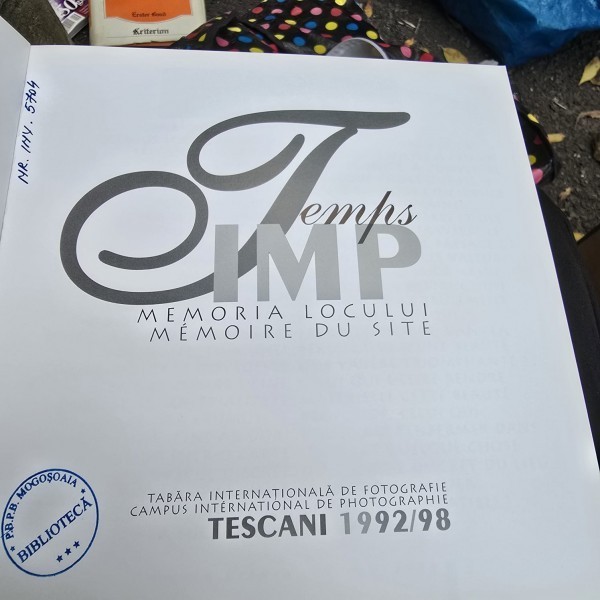 Kriterion
NR. INV. 5704
Temps
TIMP
MEMORIA LOCULUI
MÉMOIRE DU SITE
TABĂRA INTERNAȚIONALĂ DE FOTOGRAFIE
CAMPUS INTÉRNATIONAL DE PHOTOGRAPHIE
TESCANI 1992/98
P.B.P.B. MOGOȘOAIA
BIBLIOTECĂ